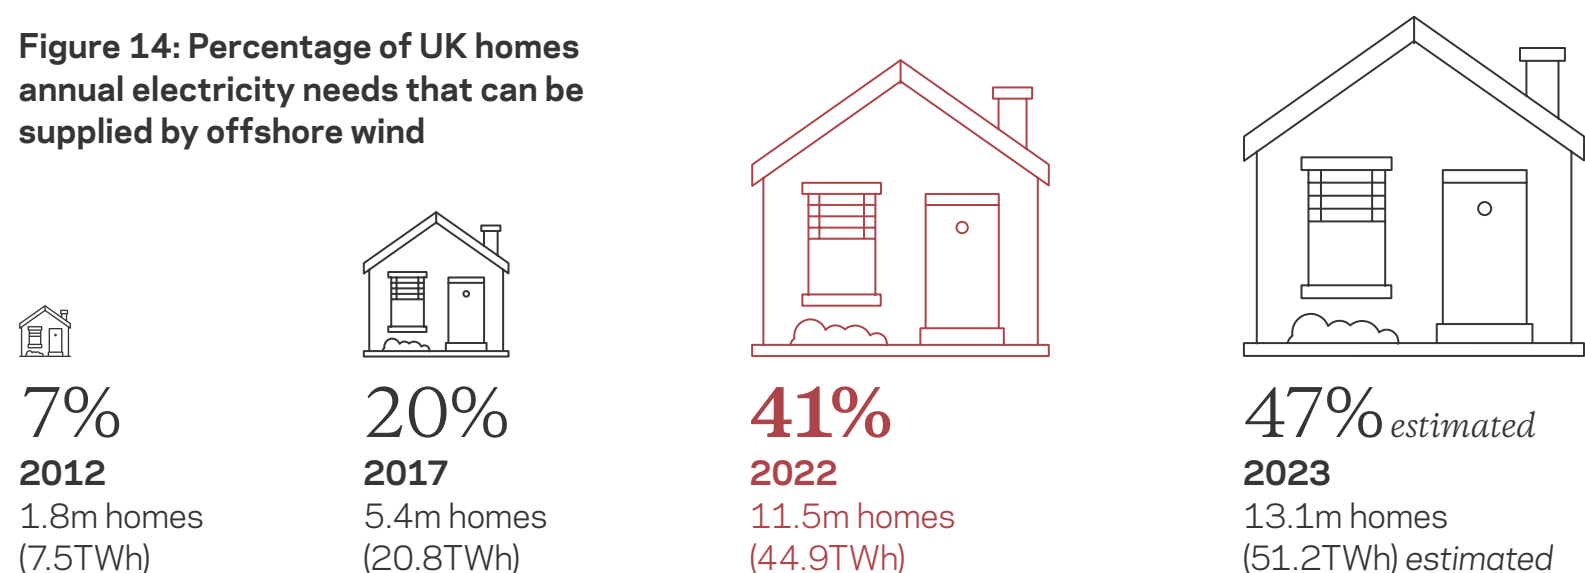 Figure 14: Percentage of UK homes
annual electricity needs that can be
supplied by offshore wind
7%
2012
1.8m homes
(7.5TWh)
20%
2017
5.4m homes
(20.8TWh)
41%
2022
11.5m homes
(44.9TWh)
47% estimated
2023
13.1m homes
(51.2TWh) estimated